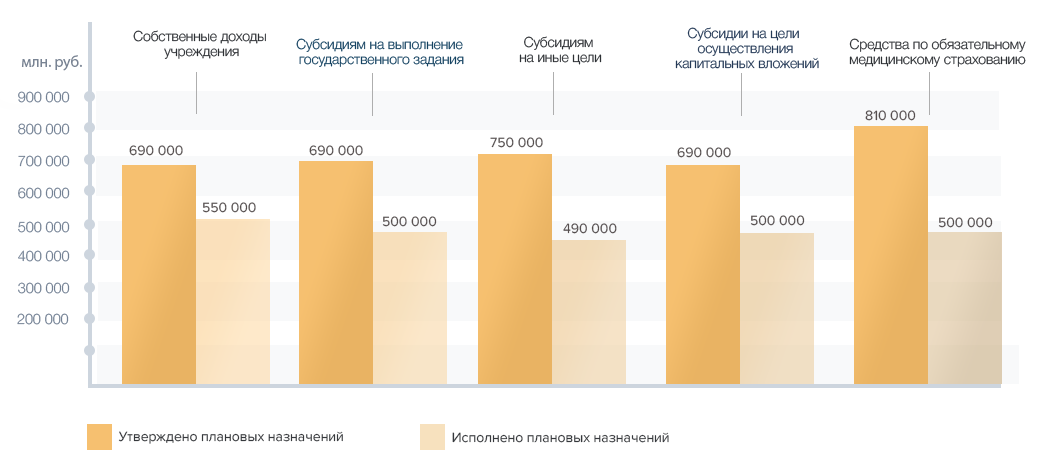 млн. руб.
Собственные доходы
учреждения
Субсидиям на выполнение
государственного задания
Субсидиям
на иные цели
Субсидии на цели
осуществления
капитальных вложений
Средства по обязательному
медицинскому страхованию
900 000
800 000
700 000
600 000
500 000
400 000
300 000
200 000
690 000
550 000
690 000
500 000
750 000
490 000
690 000
500 000
810 000
500 000
Утверждено плановых назначений
Исполнено плановых назначений